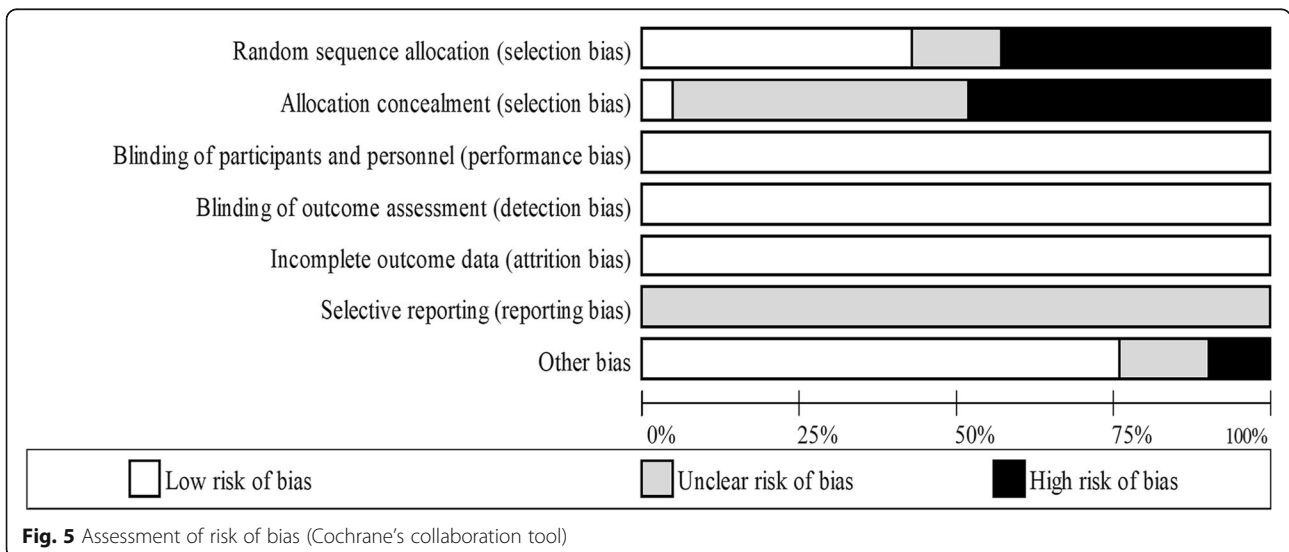 Random sequence allocation (selection bias)
Allocation concealment (selection bias)
Blinding of participants and personnel (performance bias)
Blinding of outcome assessment (detection bias)
Incomplete outcome data (attrition bias)
Selective reporting (reporting bias)
Other bias
0% 25% 50% 75% 100%
Low risk of bias Unclear risk of bias High risk of bias
Fig. 5 Assessment of risk of bias (Cochrane’s collaboration tool)